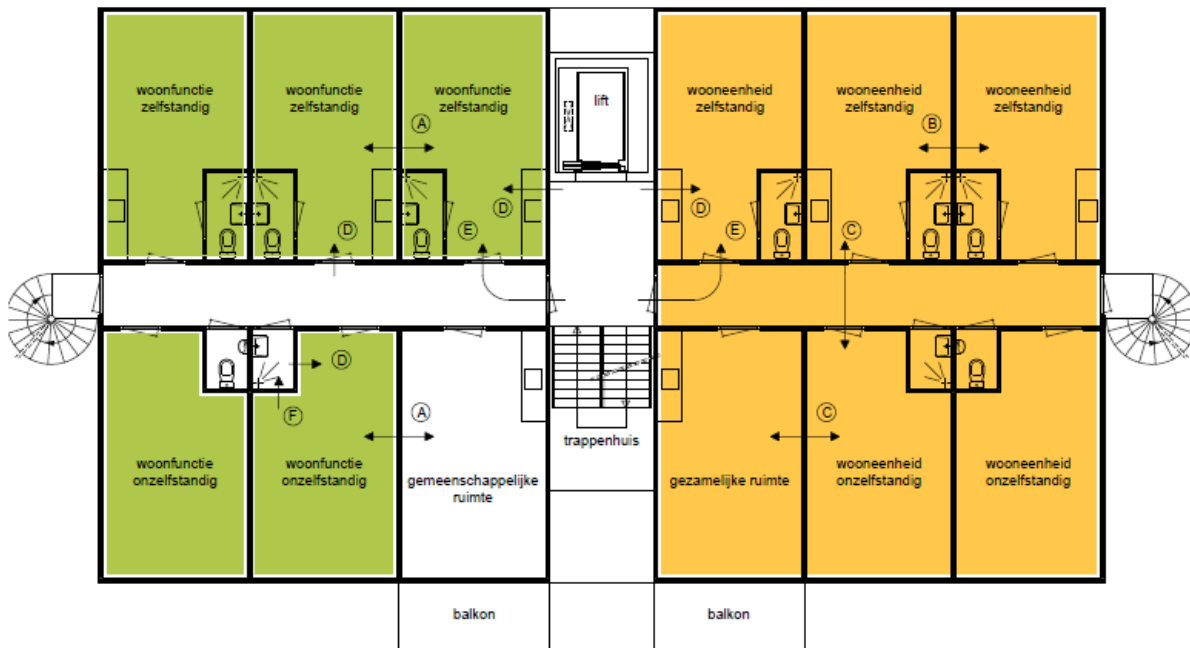 woonfunctie
zelfstandig
woonfunctie
zelfstandig
woonfunctie
zelfstandig
lift
wooneenheid
zelfstandig
wooneenheid
zelfstandig
wooneenheid
zelfstandig
A
B
D
D
D
E
E
C
D
F
A
C
trappenhuis
woonfunctie
onzelfstandig
woonfunctie
onzelfstandig
gemeenschappelijke
ruimte
gezamelijke ruimte
wooneenheid
onzelfstandig
wooneenheid
onzelfstandig
balkon
balkon